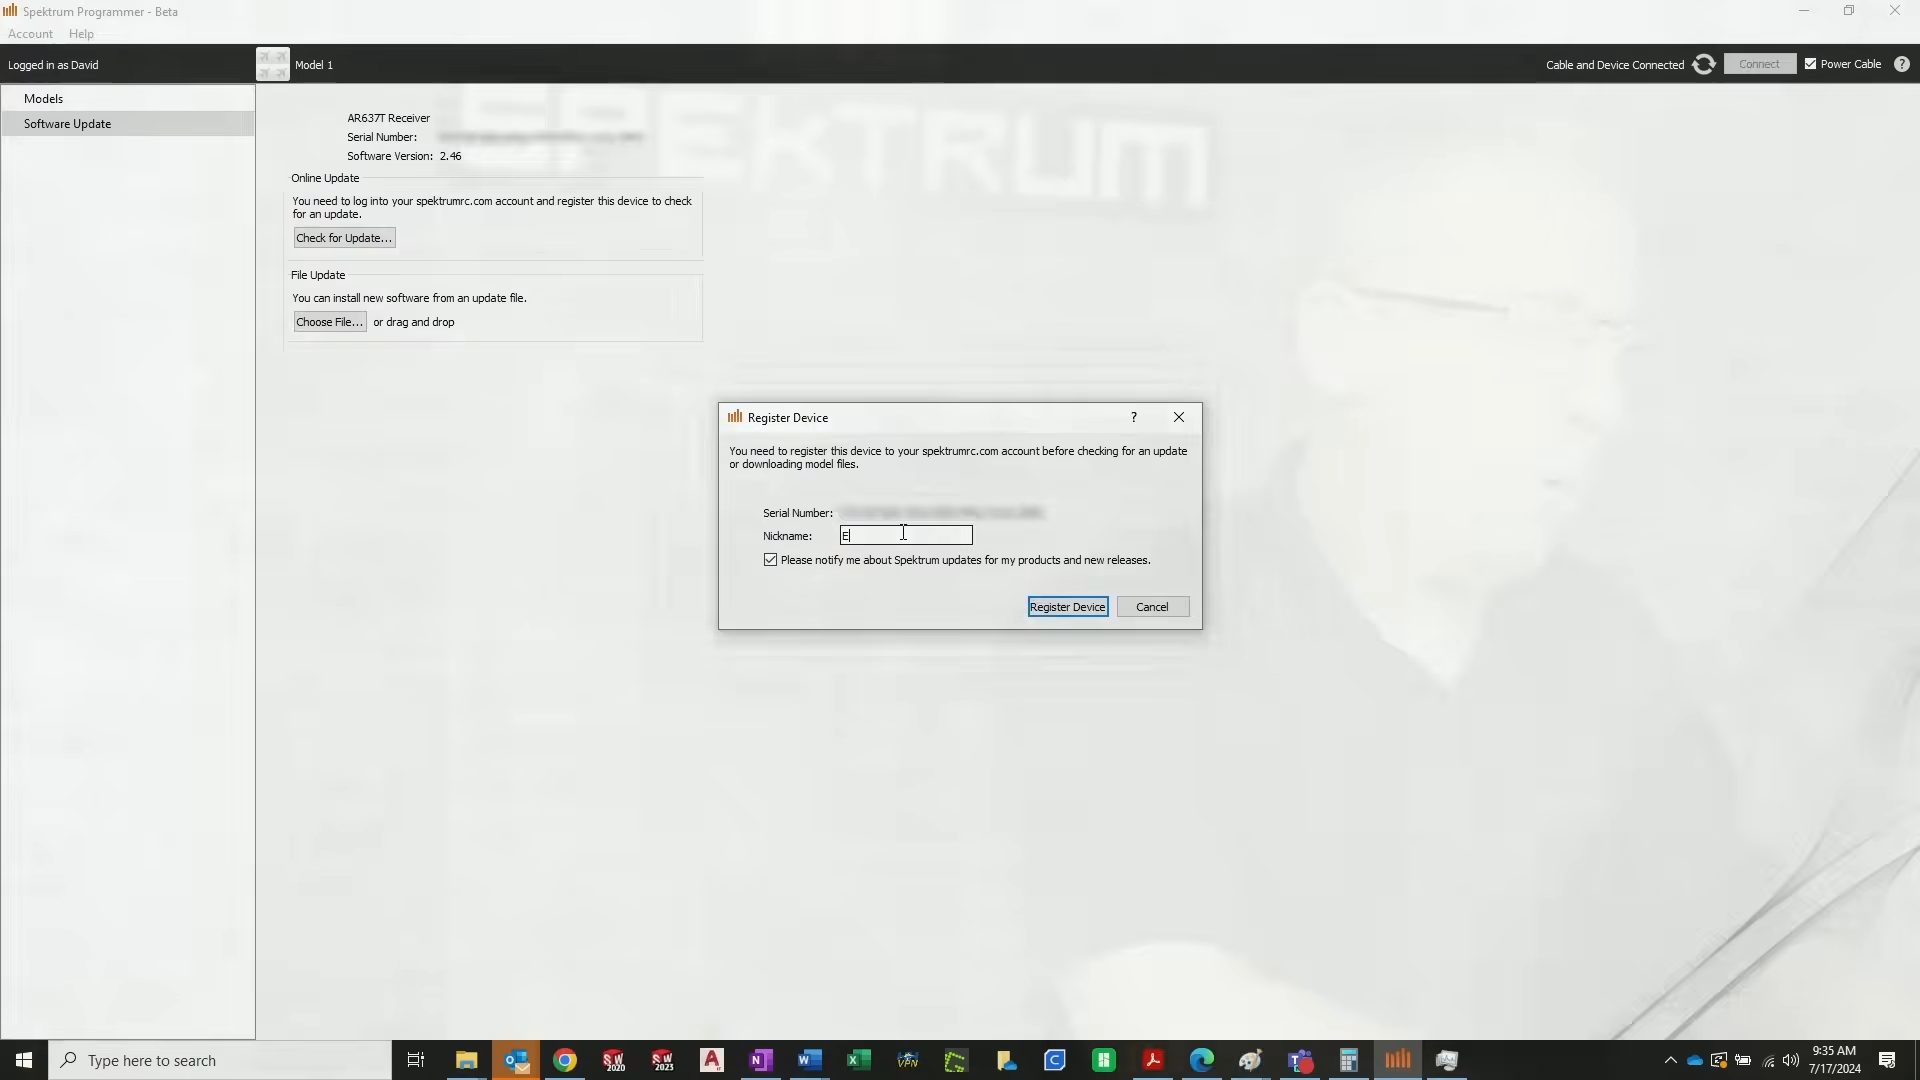 Spektrum Programmer - Beta
Account Help
Logged in as David
Model 1
Cable and Device Connected
Connect
Power Cable
?
Models
Software Update
SPEKTRUM
AR637T Receiver
Serial Number:
Software Version: 2.46
Online Update
You need to log into your spektrumrc.com account and register this device to check
for an update.
Check for Update...
File Update
You can install new software from an update file.
Choose File... or drag and drop
Register Device
?
You need to register this device to your spektrumrc.com account before checking for an update
or downloading model files.
Serial Number:
Nickname: E
Please notify me about Spektrum updates for my products and new releases.
Register Device Cancel
Type here to search
SW 2020
SW 2023
A
N
W
X
VPN
C
9:35 AM
7/17/2024